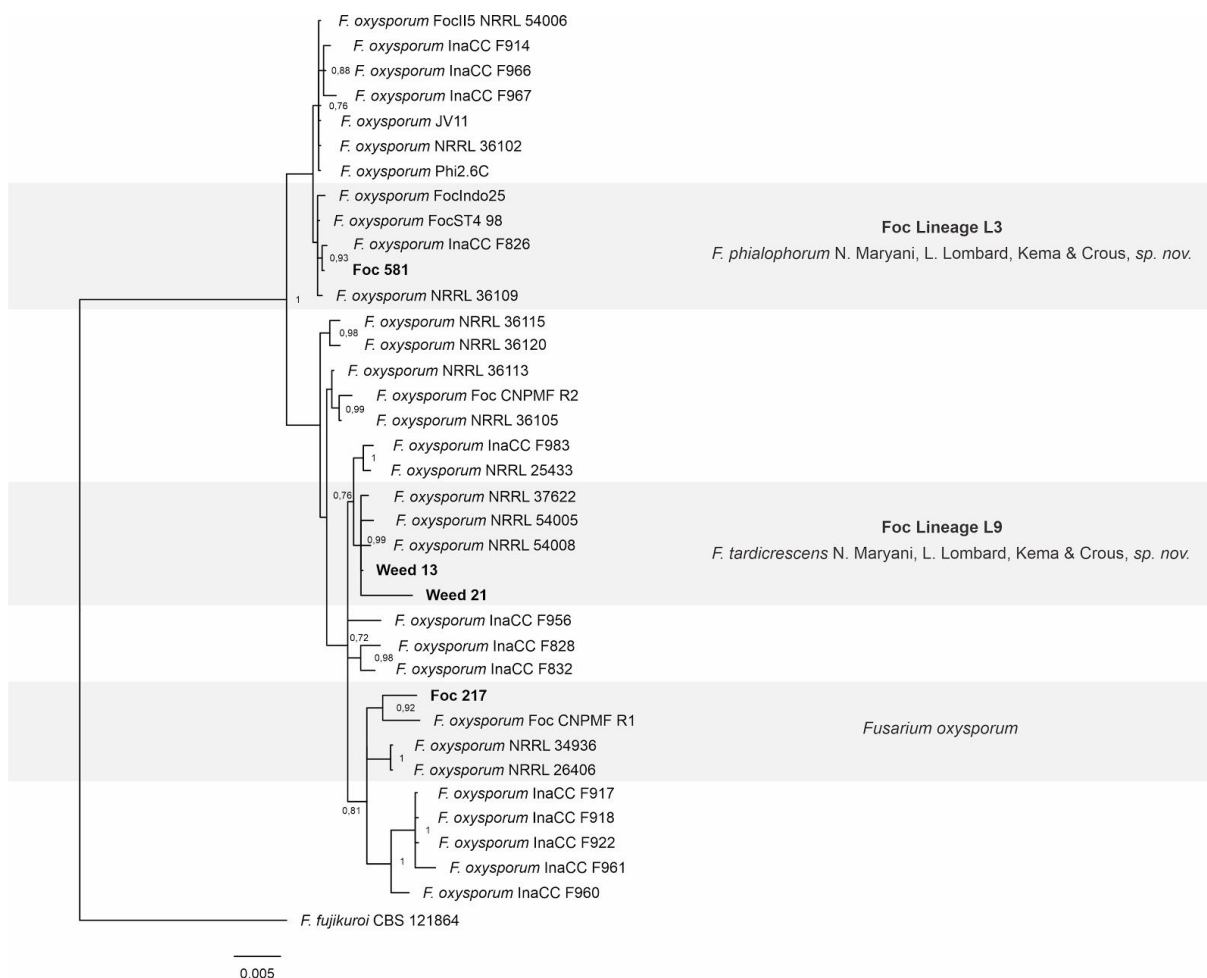 F. oxysporum FocII5 NRRL 54006
F. oxysporum InaCC F914
0,88
F. oxysporum InaCC F966
F. oxysporum InaCC F967
0,76
F. oxysporum JV11
F. oxysporum NRRL 36102
F. oxysporum Phi2.6C
F. oxysporum FocIndo25
F. oxysporum FocST4 98
Foc Lineage L3
F. oxysporum InaCC F826
F. phialophorum N. Maryani, L. Lombard, Kema & Crous, sp. nov.
0,93
Foc 581
F. oxysporum NRRL 36109
1
F. oxysporum NRRL 36115
0,98
F. oxysporum NRRL 36120
F. oxysporum NRRL 36113
F. oxysporum Foc CNPMF R2
0,99
F. oxysporum NRRL 36105
F. oxysporum InaCC F983
1
F. oxysporum NRRL 25433
0,76
F. oxysporum NRRL 37622
F. oxysporum NRRL 54005
Foc Lineage L9
0,99
F. oxysporum NRRL 54008
F. tardicrescens N. Maryani, L. Lombard, Kema & Crous, sp. nov.
Weed 13
Weed 21
F. oxysporum InaCC F956
0,72
F. oxysporum InaCC F828
0,98
F. oxysporum InaCC F832
Foc 217
0,92
F. oxysporum Foc CNPMF R1
Fusarium oxysporum
F. oxysporum NRRL 34936
1
F. oxysporum NRRL 26406
F. oxysporum InaCC F917
0,81
F. oxysporum InaCC F918
1
F. oxysporum InaCC F922
1
F. oxysporum InaCC F961
F. oxysporum InaCC F960
F. fujikuroi CBS 121864
0.005